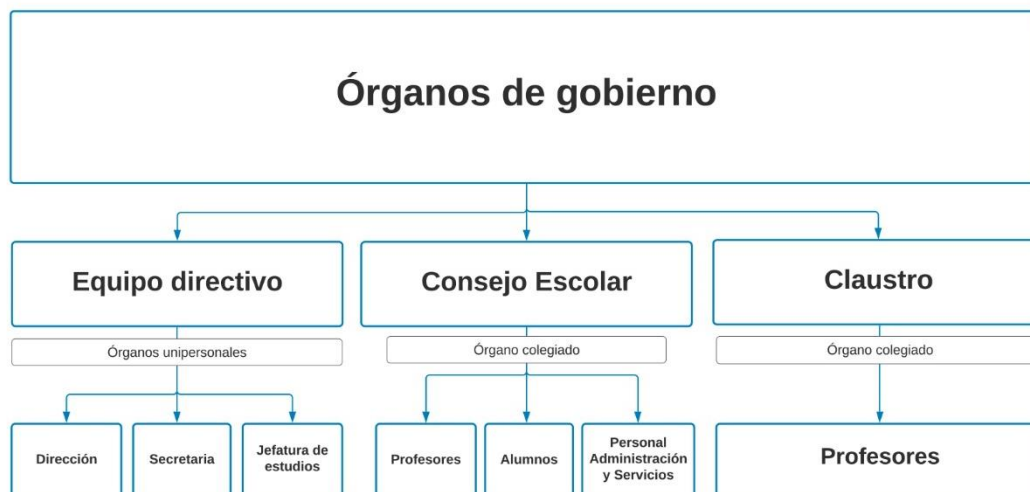 Órganos de gobierno
Equipo directivo
Consejo Escolar
Claustro
Órganos unipersonales
Órgano colegiado
Órgano colegiado
Dirección
Secretaria
Jefatura de
estudios
Profesores
Alumnos
Personal
Administración
y Servicios
Profesores